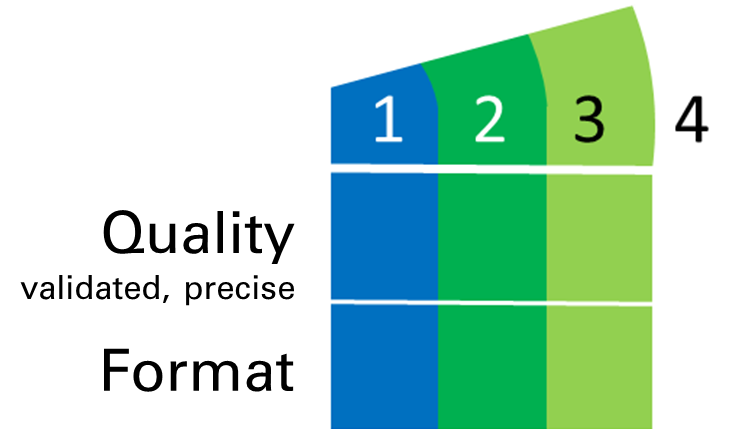 1 2 3 4
Quality
validated, precise
Format